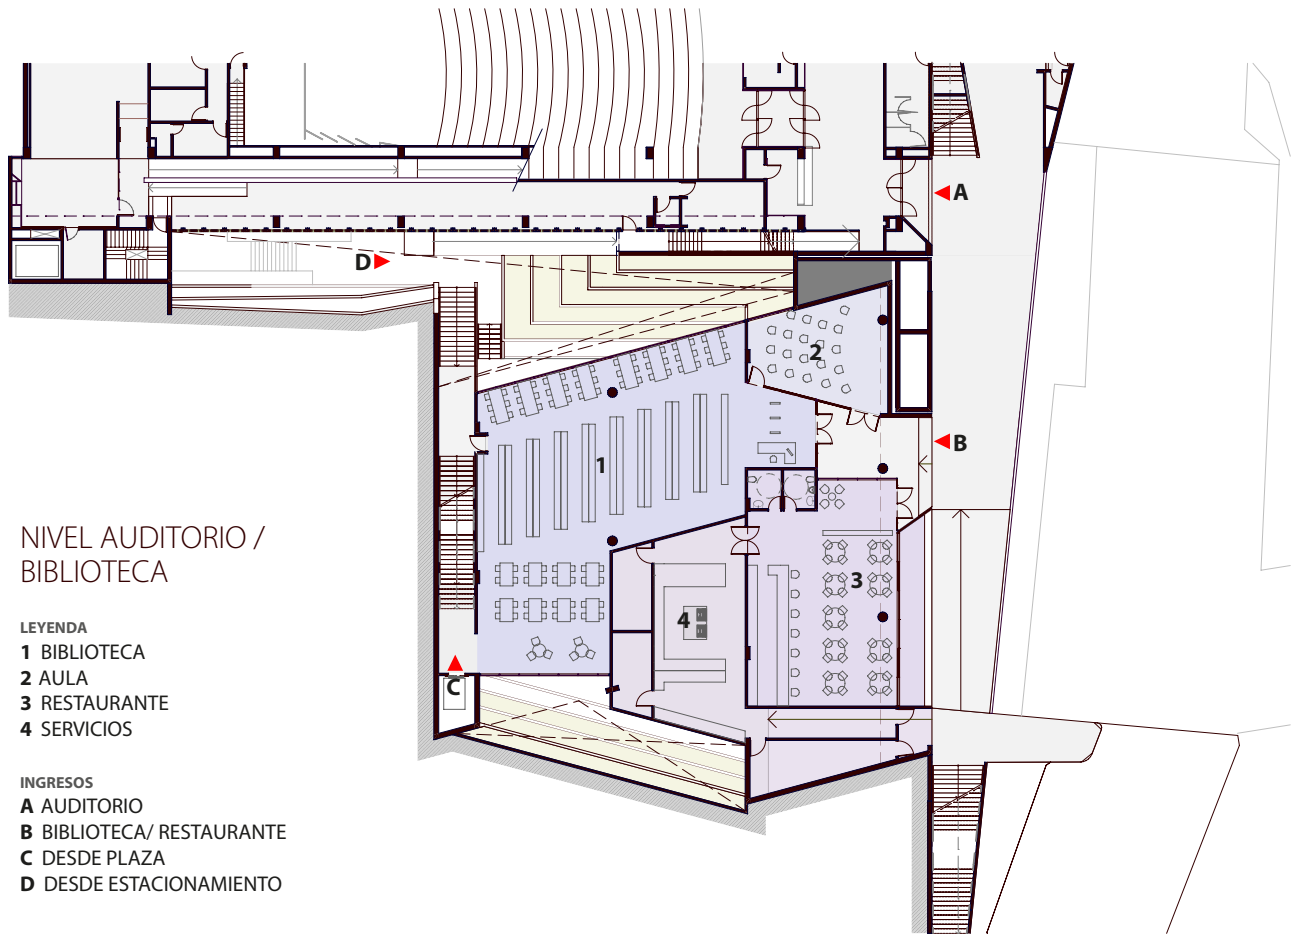 A
D
2
B
1
3
4
C
NIVEL AUDITORIO /
BIBLIOTECA
LEYENDA
1 BIBLIOTECA
2 AULA
3 RESTAURANTE
4 SERVICIOS
INGRESOS
A AUDITORIO
B BIBLIOTECA/ RESTAURANTE
C DESDE PLAZA
D DESDE ESTACIONAMIENTO